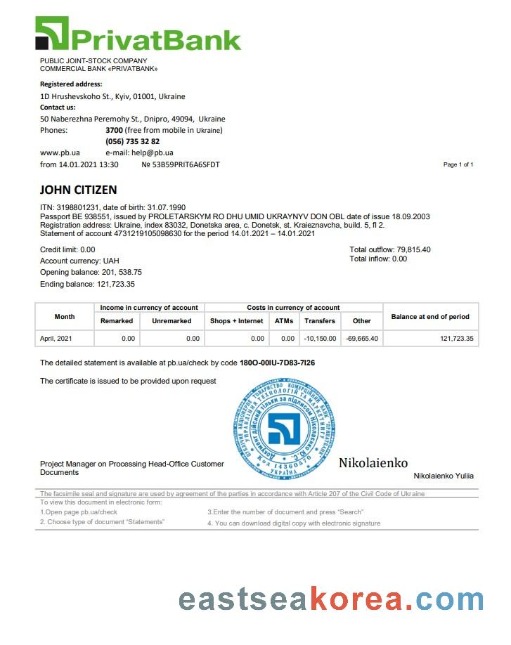 PrivatBank
PUBLIC JOINT-STOCK COMPANY
COMMERCIAL BANK «PRIVATBANK»
Registered address:
1D Hrushevskoho St., Kyiv, 01001, Ukraine
Contact us:
50 Naberezhna Peremohy St., Dnipro, 49094, Ukraine
Phones: 3700 (free from mobile in Ukraine)
(056) 735 32 82
www.pb.ua e-mail: help@pb.ua
from 14.01.2021 13:30 № 53B59PRIT6A6SFDT Page 1 of 1
JOHN CITIZEN
ITN: 3198801231, date of birth: 31.07.1990
Passport BE 938551, issued by PROLETARSKYM RO DHU UMID UKRAYNYV DON OBL date of issue 18.09.2003
Registration address: Ukraine, index 83032, Donetska area, c. Donetsk, st. Kraieznavcha, build. 5, fl 2.
Statement of account 4731219105098630 for the period 14.01.2021 – 14.01.2021
Credit limit: 0.00 Total outflow: 79,815.40
Account currency: UAH Total inflow: 0.00
Opening balance: 201, 538.75
Ending balance: 121,723.35
Month Income in currency of account Costs in currency of account Balance at end of period
Remarked Unremarked Shops + Internet ATMs Transfers Other
April, 2021 0.00 0.00 0.00 0.00 -10,150.00 -69,665.40 121,723.35
The detailed statement is available at pb.ua/check by code 180O-00IU-7D83-7I26
The certificate is issued to be provided upon request
Project Manager on Processing Head-Office Customer
Documents
Nikolaienko
Nikolaienko Yuliia
УКРАЇНА
The facsimile seal and signature are used by agreement of the parties in accordance with Article 207 of the Civil Code of Ukraine
To view this document in electronic form:
1.Open page pb.ua/check 3.Enter the number of document and press "Search"
2. Choose type of document "Statements" 4. You can download digital copy with electronic signature
eastseakorea.com